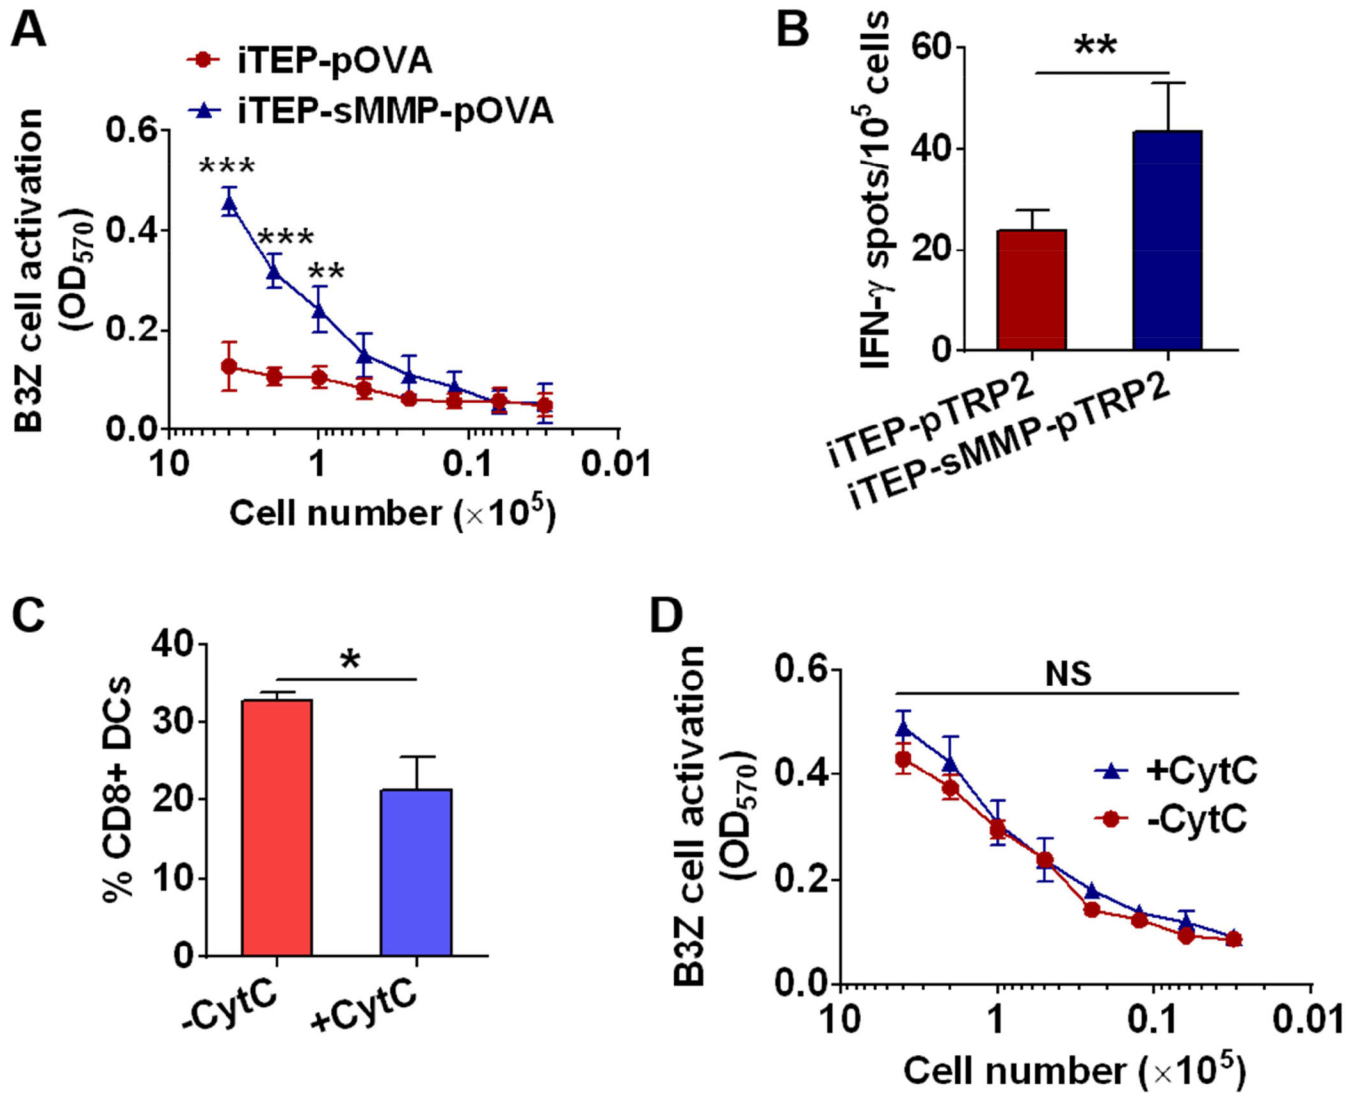 A
iTEP-pOVA
iTEP-sMMP-pOVA
B3Z cell activation
(OD570)
0.6
0.4
0.2
0.0
***
***
**
10
1
0.1
0.01
Cell number (×10⁵)
B
IFN-γ spots/10⁵ cells
60
40
20
0
**
iTEP-pTRP2
iTEP-sMMP-pTRP2
C
% CD8+ DCs
40
30
20
10
0
*
-CytC
+CytC
D
B3Z cell activation
(OD570)
0.6
0.4
0.2
0.0
NS
+CytC
-CytC
10
1
0.1
0.01
Cell number (×10⁵)